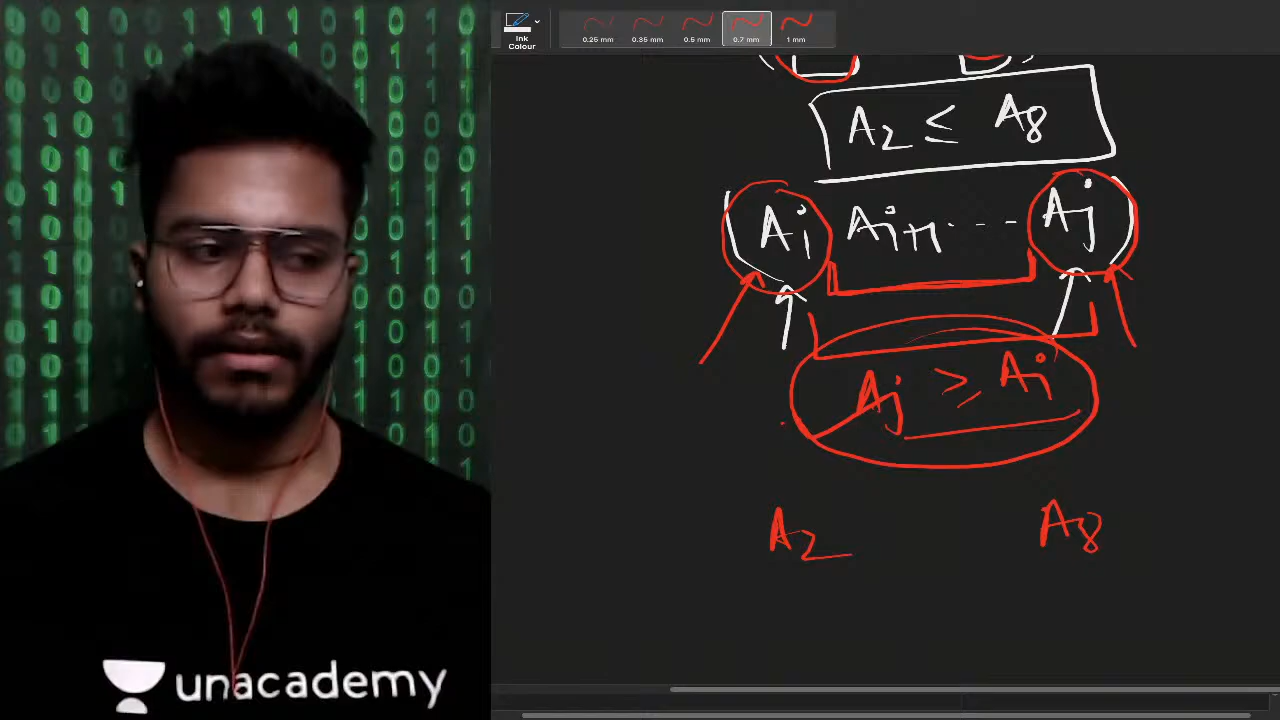 Ink
Colour
0.25 mm 0.35 mm 0.5 mm 0.7 mm 1 mm
A2 ≤ A8
(Ai Ai+1 ··· -- Aj)
Aj ≥ Ai
A2 A8
unacademy